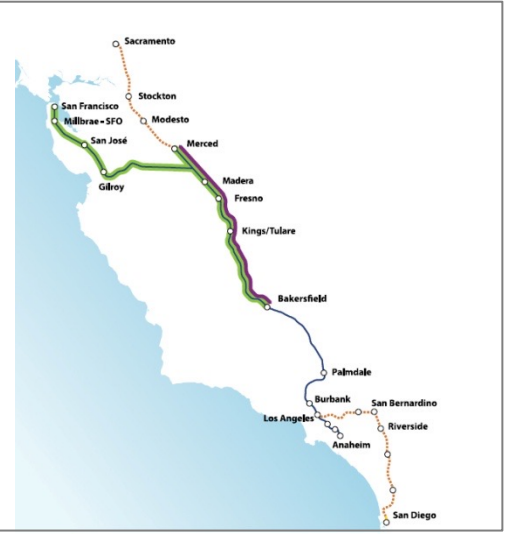 Sacramento
Stockton
San Francisco
Millbrae-SFO
Modesto
San José
Merced
Gilroy
Madera
Fresno
Kings/Tulare
Bakersfield
Palmdale
Burbank
San Bernardino
Los Angeles
Riverside
Anaheim
San Diego